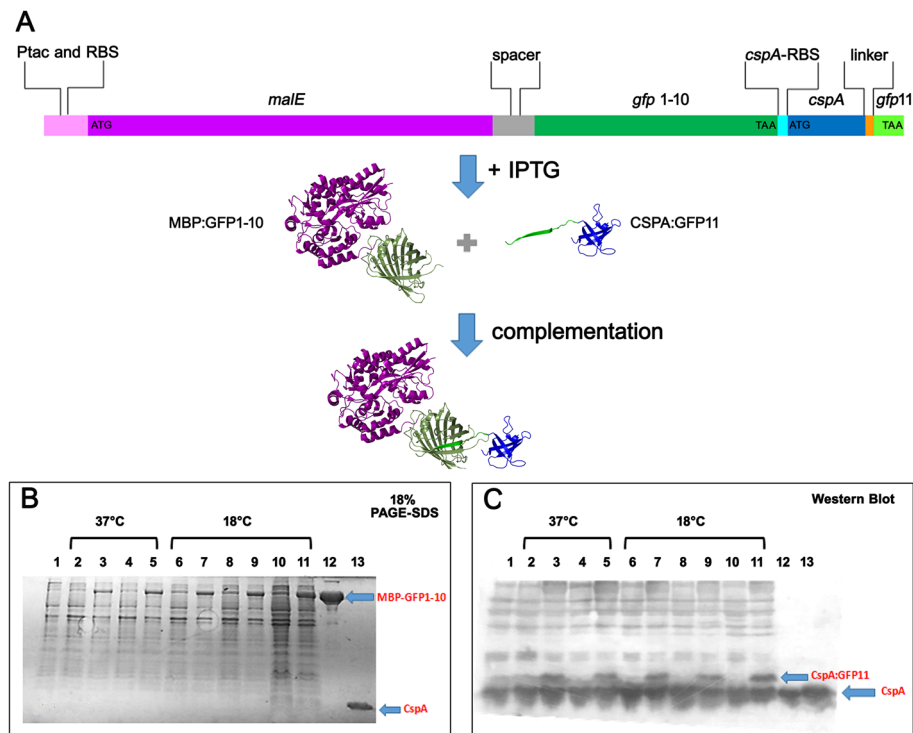 A
Ptac and RBS
spacer
cspA-RBS
linker
malE
gfp 1-10
cspA
gfp11
ATG
TAA
ATG
TAA
+ IPTG
MBP:GFP1-10
CSPA:GFP11
complementation
B
18%
PAGE-SDS
37°C
18°C
1 2 3 4 5 6 7 8 9 10 11 12 13
MBP-GFP1-10
CspA
C
Western Blot
37°C
18°C
1 2 3 4 5 6 7 8 9 10 11 12 13
CspA:GFP11
CspA